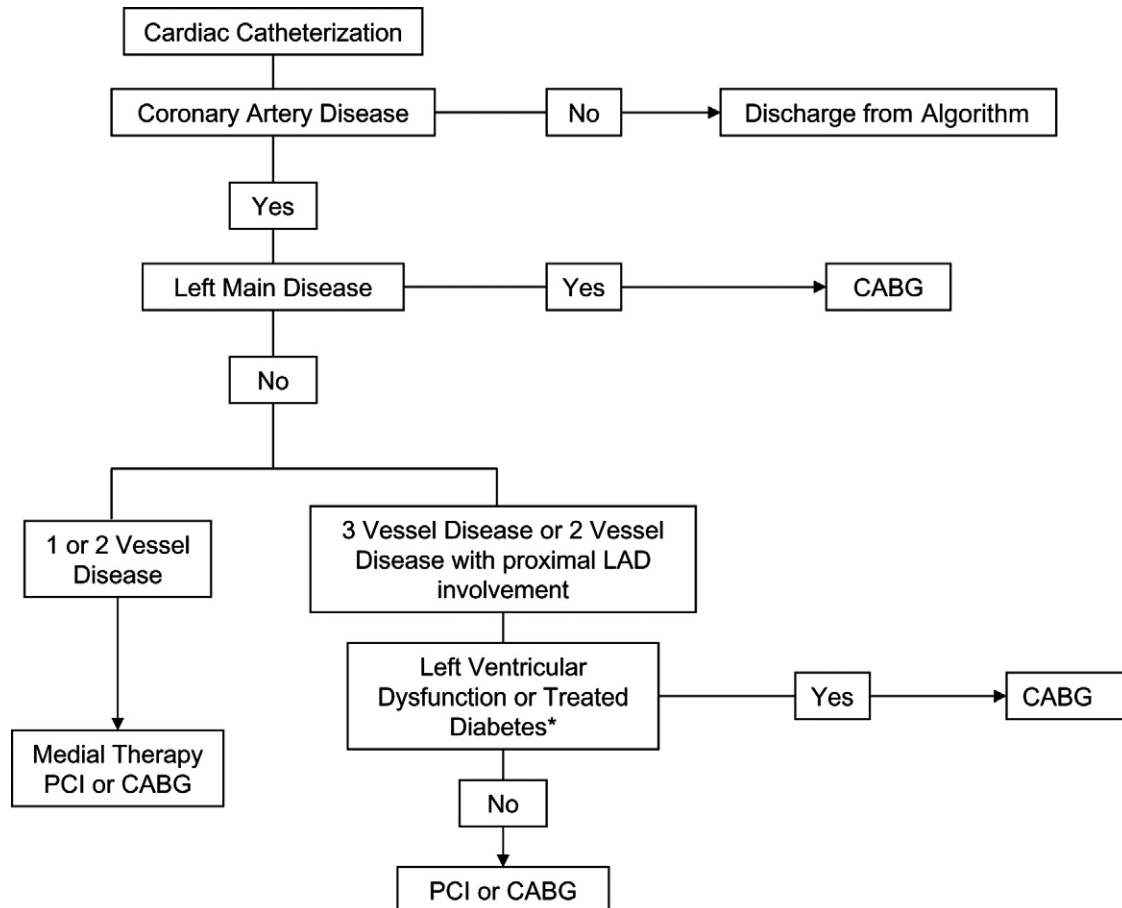 Cardiac Catheterization
Coronary Artery Disease
No
Discharge from Algorithm
Yes
Left Main Disease
Yes
CABG
No
1 or 2 Vessel
Disease
3 Vessel Disease or 2 Vessel
Disease with proximal LAD
involvement
Left Ventricular
Dysfunction or Treated
Diabetes*
Yes
CABG
Medial Therapy
PCI or CABG
No
PCI or CABG